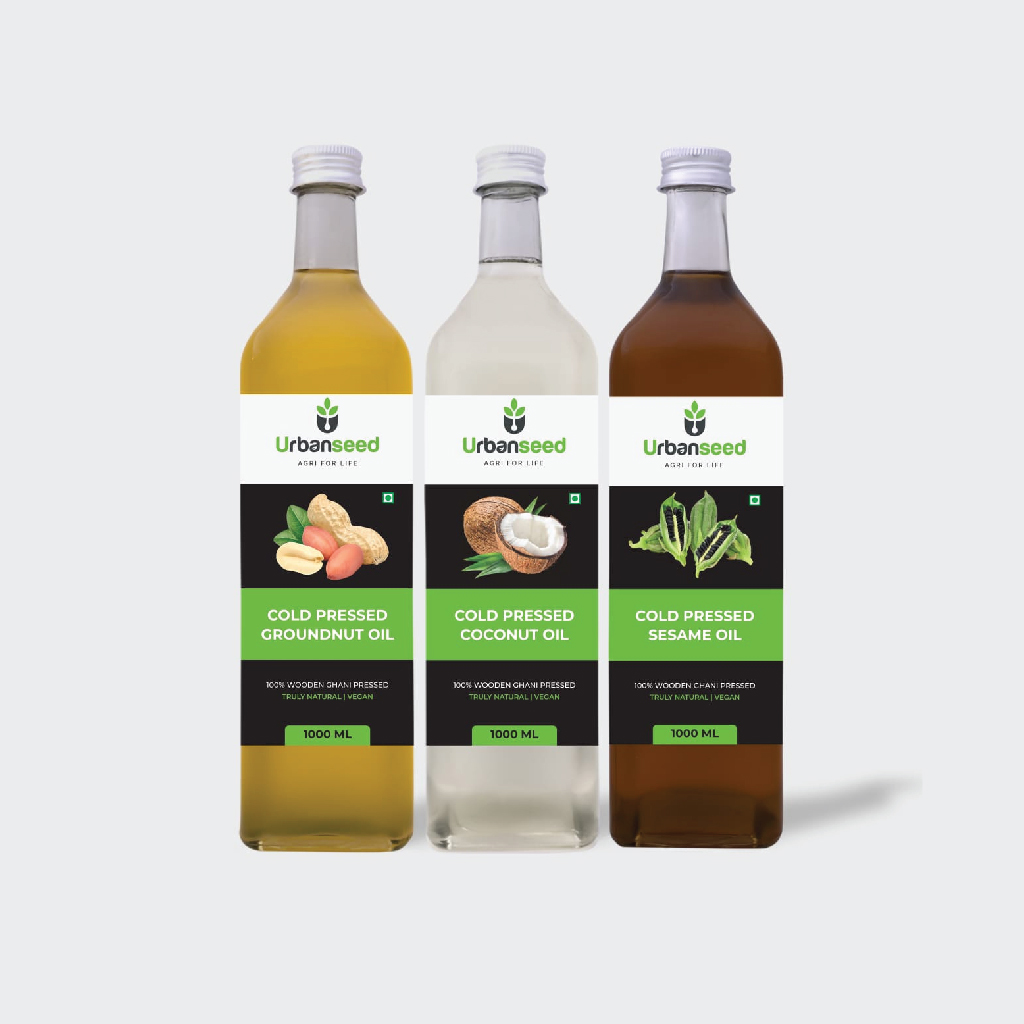 Urbanseed
AGRI FOR LIFE
COLD PRESSED
GROUNDNUT OIL
100% WOODEN GHANI PRESSED
TRULY NATURAL | VEGAN
1000 ML
Urbanseed
AGRI FOR LIFE
COLD PRESSED
COCONUT OIL
100% WOODEN GHANI PRESSED
TRULY NATURAL | VEGAN
1000 ML
Urbanseed
AGRI FOR LIFE
COLD PRESSED
SESAME OIL
100% WOODEN GHANI PRESSED
TRULY NATURAL | VEGAN
1000 ML